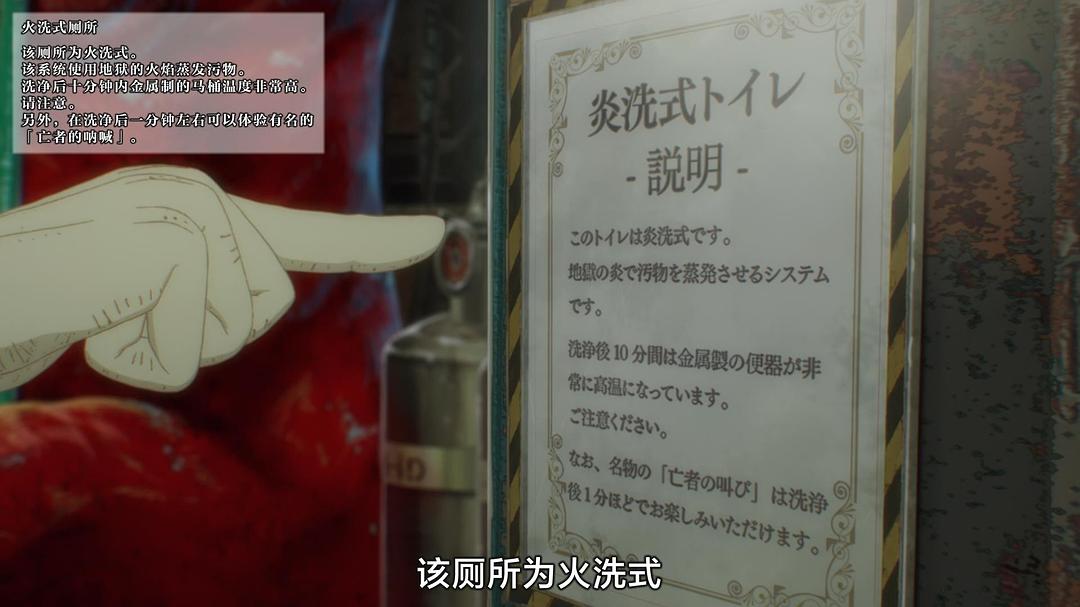 火洗式厕所
该厕所为火洗式。
该系统使用地狱的火焰蒸发污物。
洗净后十分钟内金属制的马桶温度非常高。
请注意。
另外，在洗净后一分钟左右可以体验有名的
「亡者的呐喊」。
炎洗式トイレ
- 説明 -
このトイレは炎洗式です。
地獄の炎で汚物を蒸発させるシステム
です。
洗浄後 10 分間は金属製の便器が非
常に高温になっています。
ご注意ください。
なお、名物の「亡者の叫び」は洗浄
後 1 分ほどでお楽しみいただけます。
HD
该厕所为火洗式